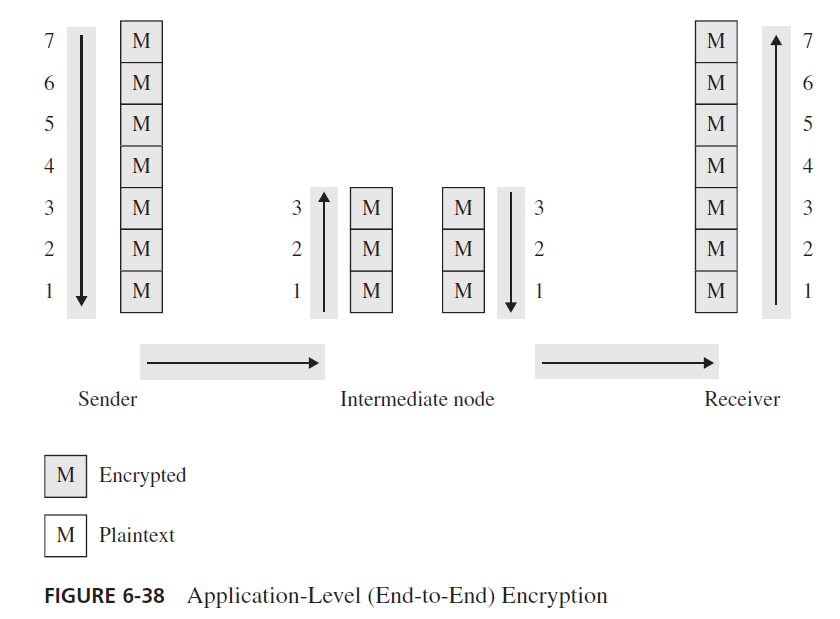 7 M M 7
6 M M 6
5 M M 5
4 M M 4
3 M 3 M M 3 M 3
2 M 2 M M 2 M 2
1 M 1 M M 1 M 1
Sender Intermediate node Receiver
M Encrypted
M Plaintext
FIGURE 6-38 Application-Level (End-to-End) Encryption